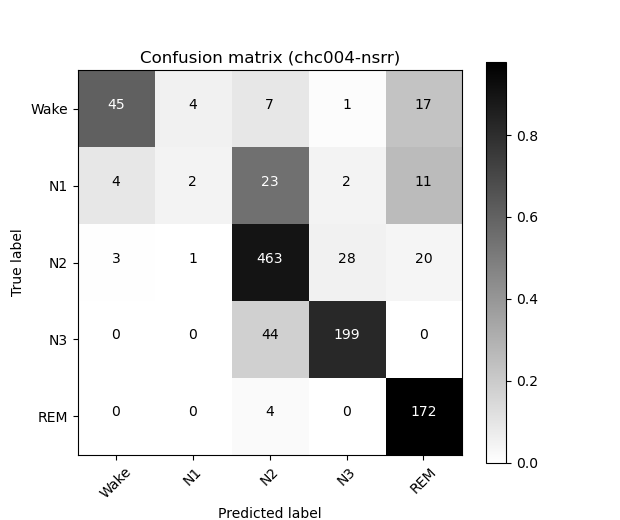 Confusion matrix (chc004-nsrr)
Wake 45 4 7 1 17
N1 4 2 23 2 11
N2 3 1 463 28 20
N3 0 0 44 199 0
REM 0 0 4 0 172
Wake N1 N2 N3 REM
True label
Predicted label
0.8
0.6
0.4
0.2
0.0